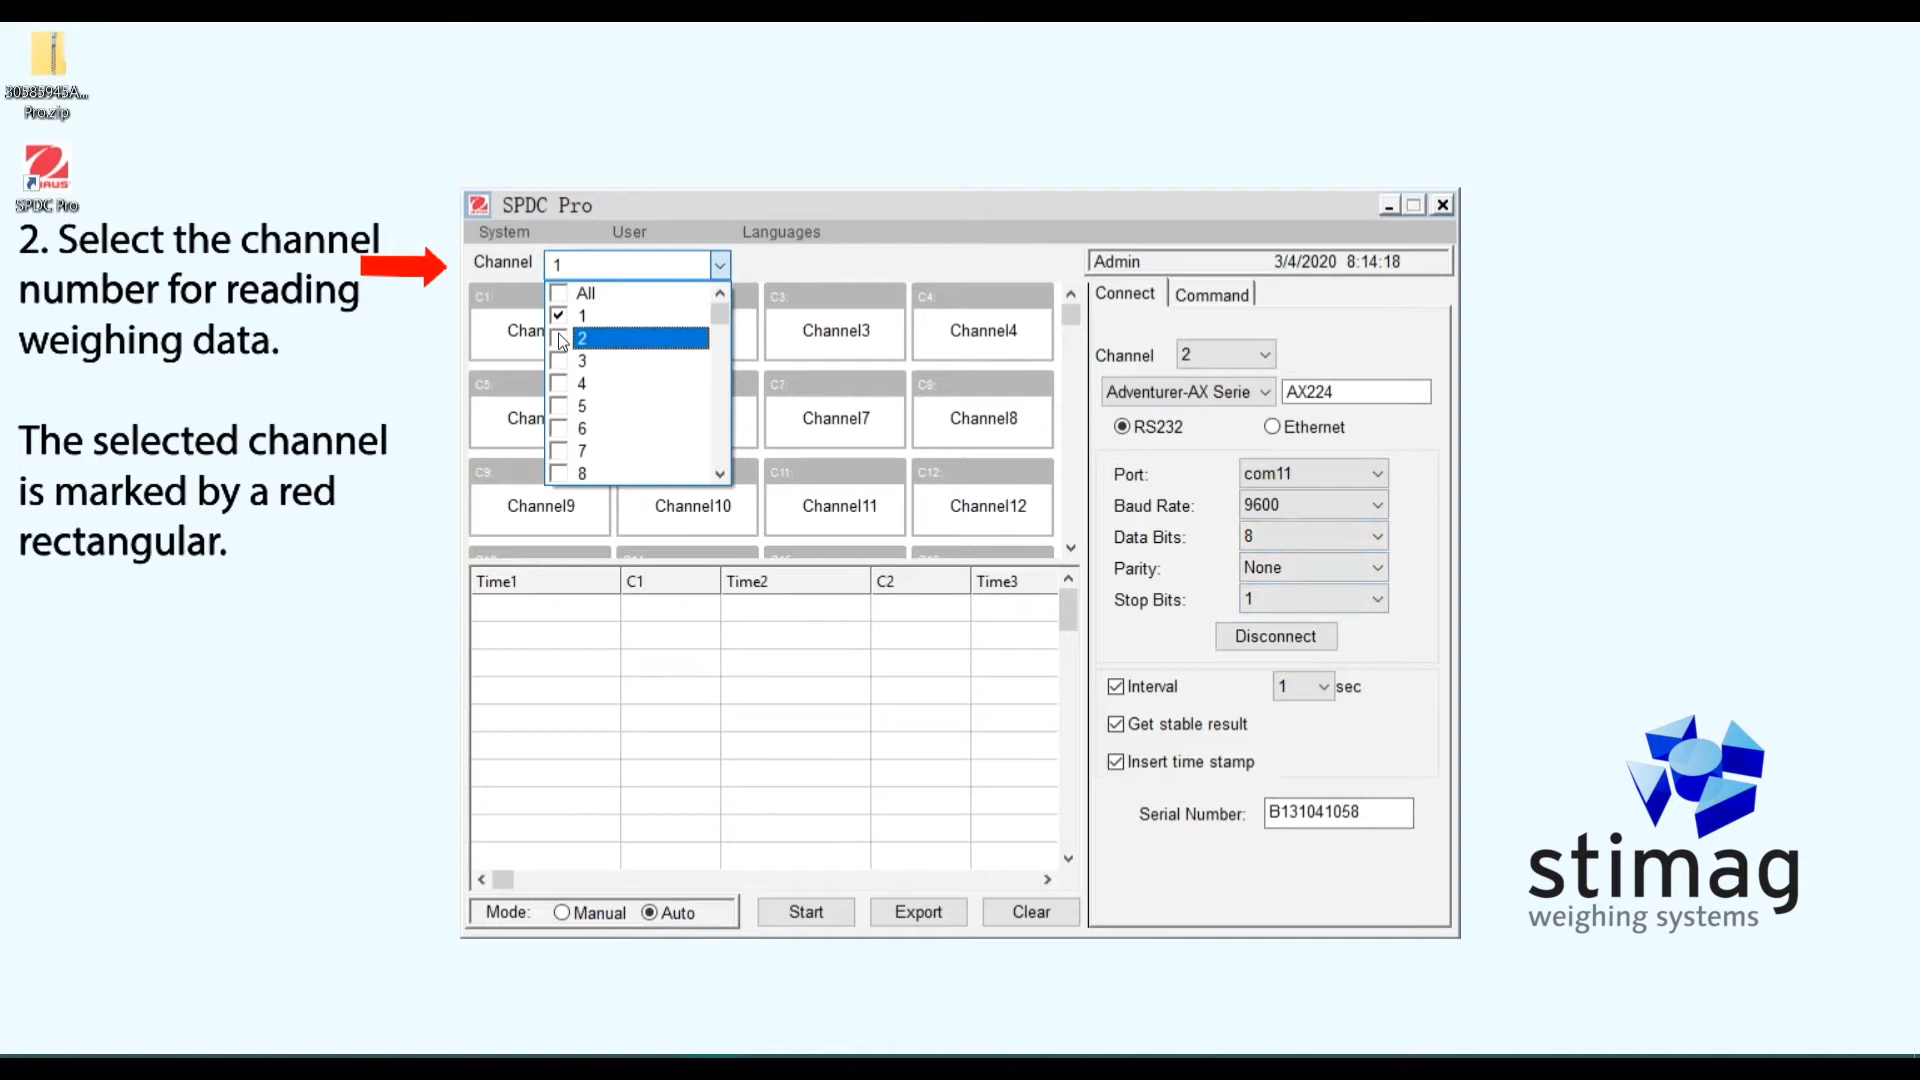 30585945A...
Pro.zip
SPDC Pro
2. Select the channel
number for reading
weighing data.
The selected channel
is marked by a red
rectangular.
SPDC Pro
System User Languages
Channel 1
All
1
2
3
4
5
6
7
8
C1: C3: C4:
Chan Channel3 Channel4
C5: C7: C8:
Chan Channel7 Channel8
C9: C11: C12:
Channel9 Channel10 Channel11 Channel12
Time1 C1 Time2 C2 Time3
Mode: Manual Auto Start Export Clear
Admin 3/4/2020 8:14:18
Connect Command
Channel 2
Adventurer-AX Serie AX224
RS232 Ethernet
Port: com11
Baud Rate: 9600
Data Bits: 8
Parity: None
Stop Bits: 1
Disconnect
Interval 1 sec
Get stable result
Insert time stamp
Serial Number: B131041058
stimag
weighing systems